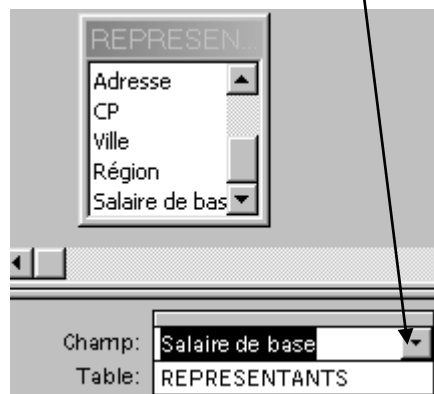 REPRESEN...
Adresse
CP
Ville
Région
Salaire de bas
Champ: Salaire de base
Table: REPRESENTANTS